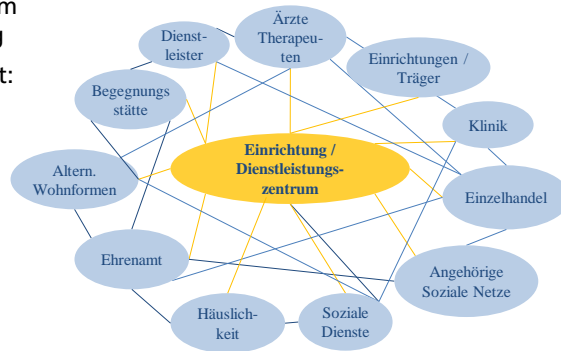 m
g
t:
Ärzte
Therapeu-
ten
Dienst-
leister
Einrichtungen /
Träger
Begegnungs
stätte
Klinik
Einrichtung /
Dienstleistungs-
zentrum
Altern.
Wohnformen
Einzelhandel
Ehrenamt
Angehörige
Soziale Netze
Häuslich-
keit
Soziale
Dienste